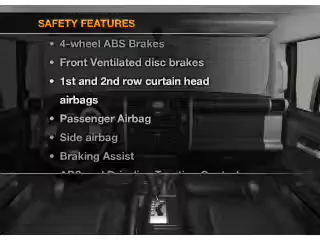 SAFETY FEATURES
• 4-wheel ABS Brakes
• Front Ventilated disc brakes
• 1st and 2nd row curtain head
airbags
• Passenger Airbag
• Side airbag
• Braking Assist